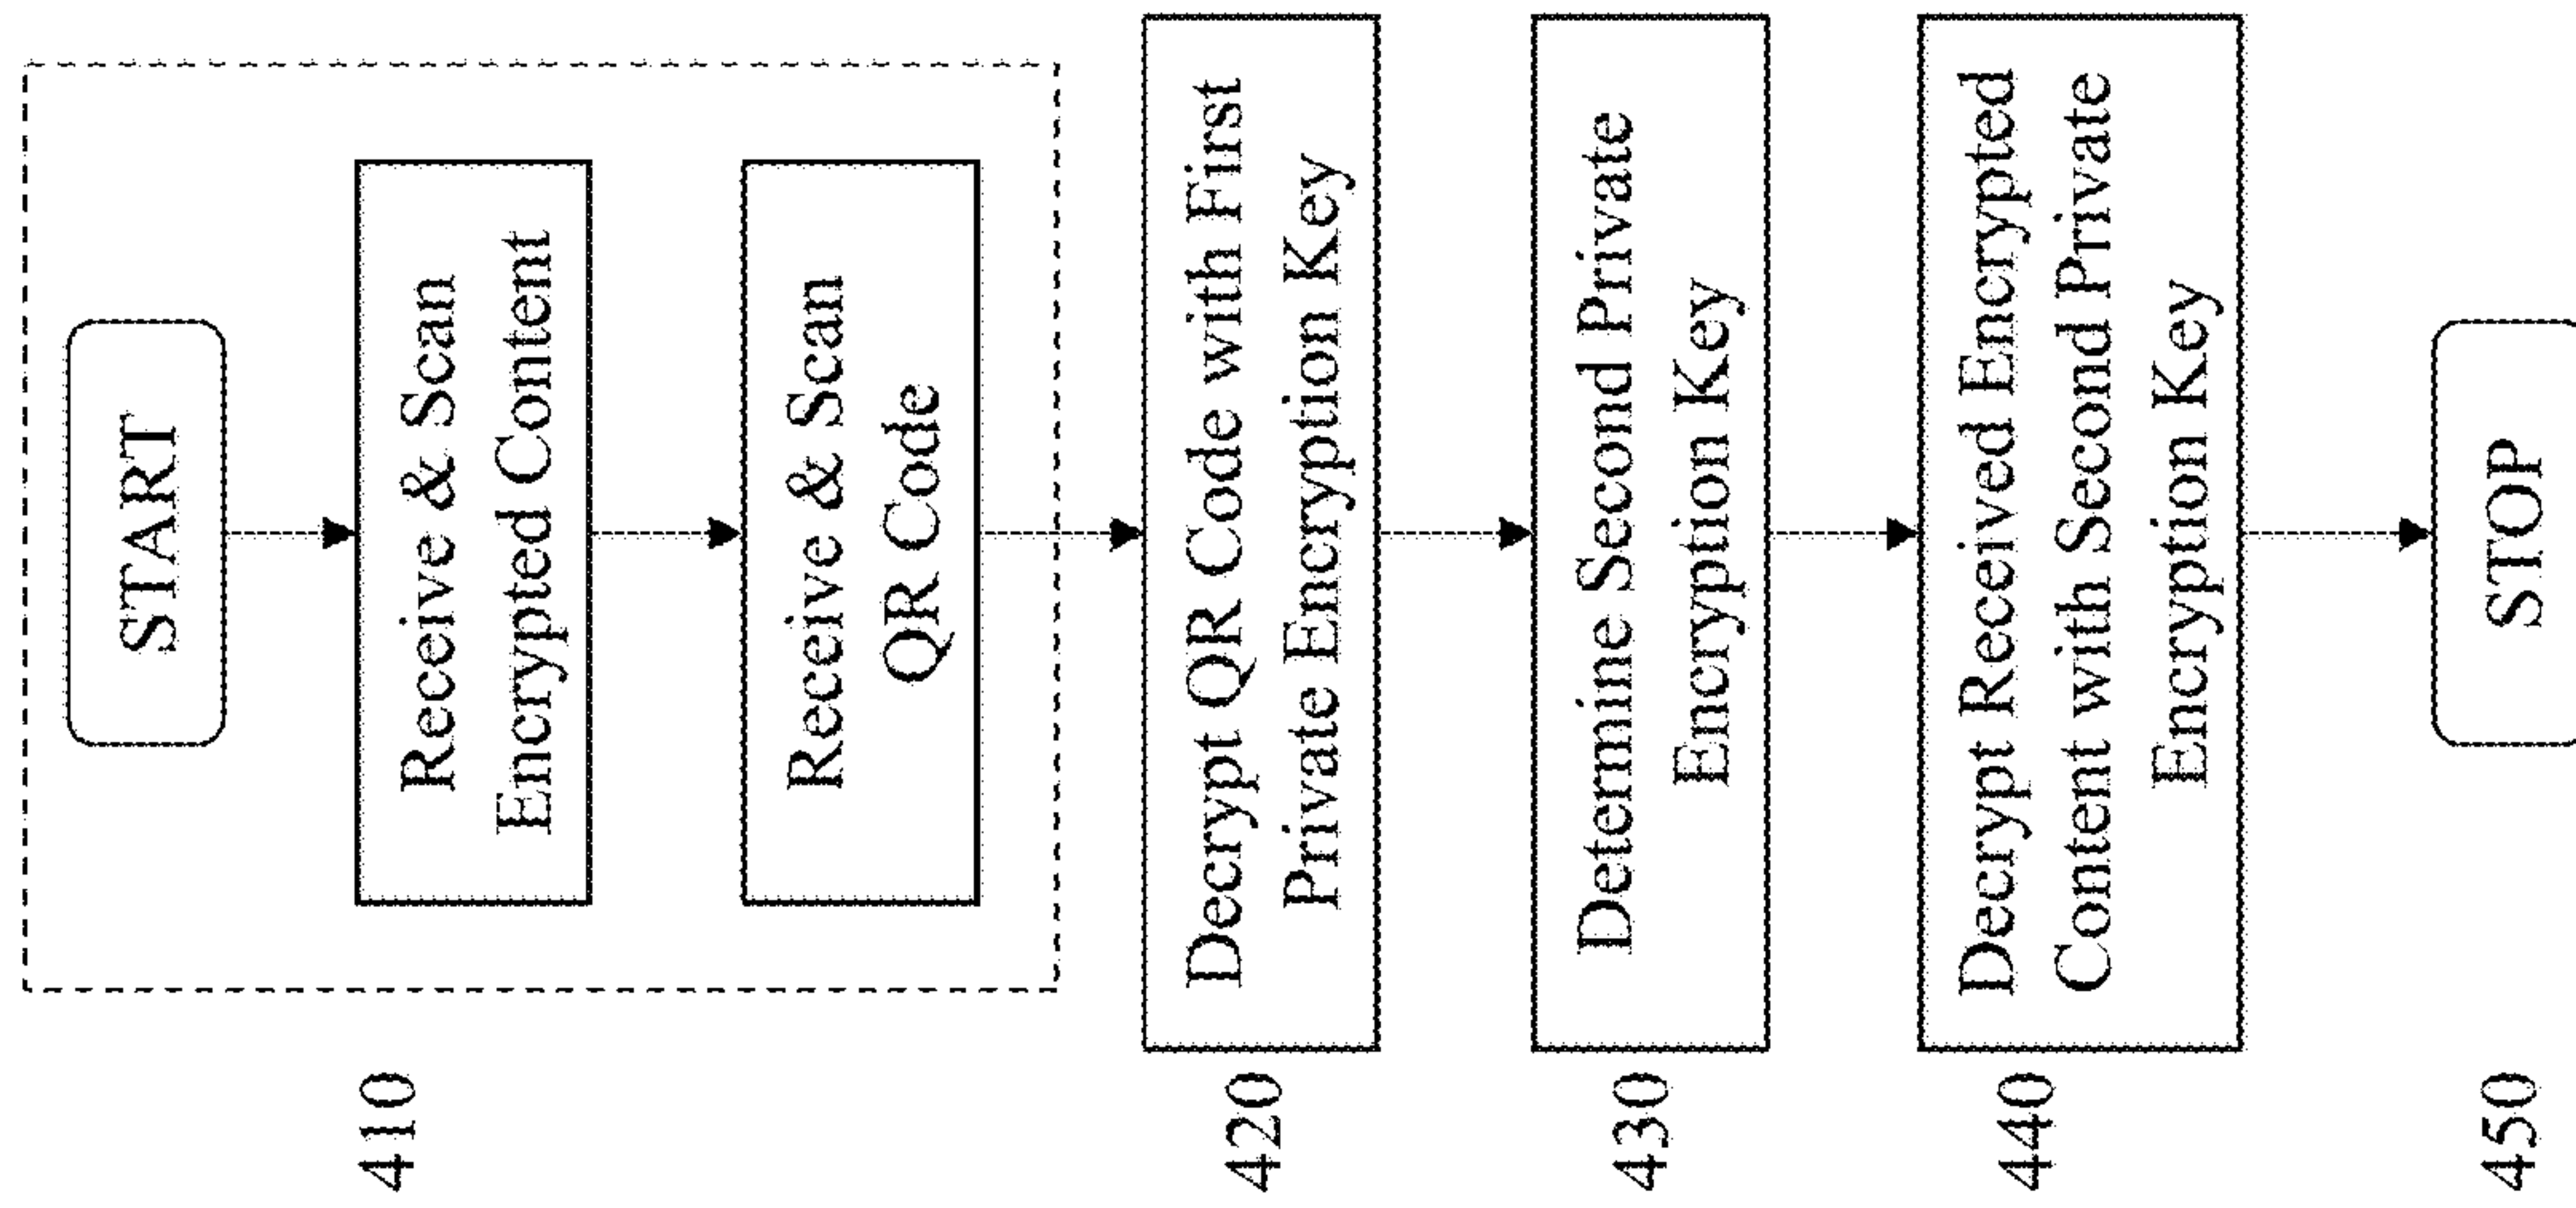 START
410
Receive & Scan
Encrypted Content
Receive & Scan
QR Code
420
Decrypt QR Code with First
Private Encryption Key
430
Determine Second Private
Encryption Key
440
Decrypt Received Encrypted
Content with Second Private
Encryption Key
450
STOP